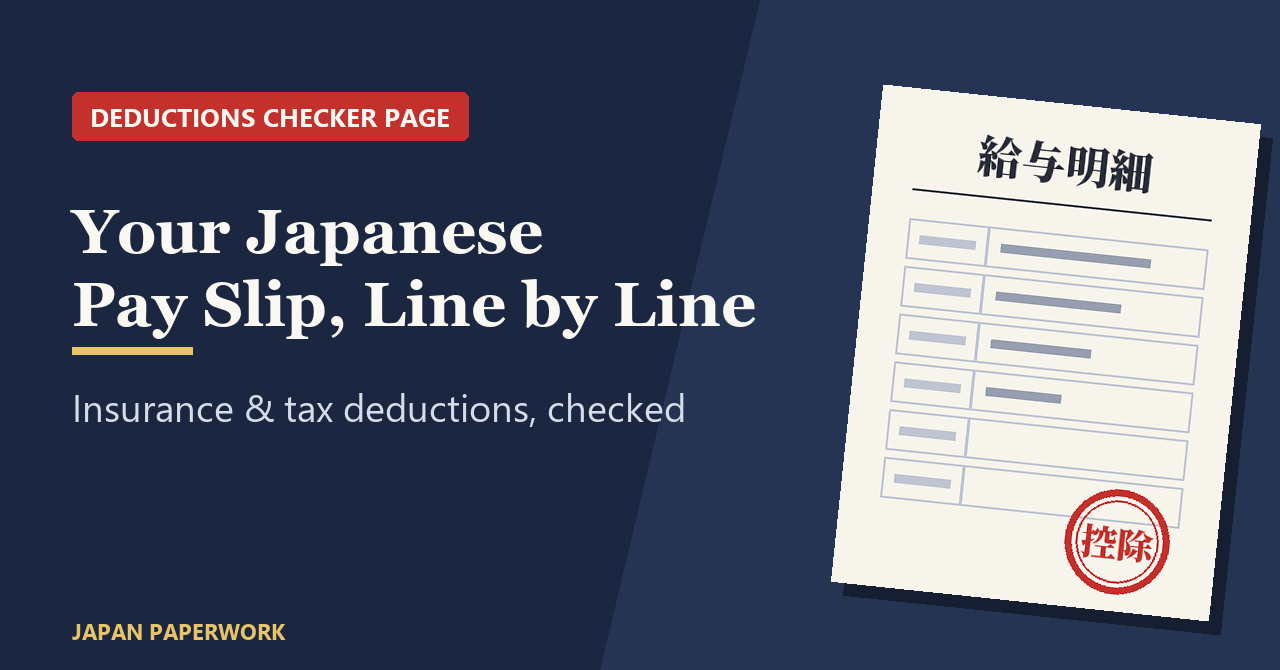 DEDUCTIONS CHECKER PAGE
Your Japanese
Pay Slip, Line by Line
Insurance & tax deductions, checked
JAPAN PAPERWORK
給与明細
控除